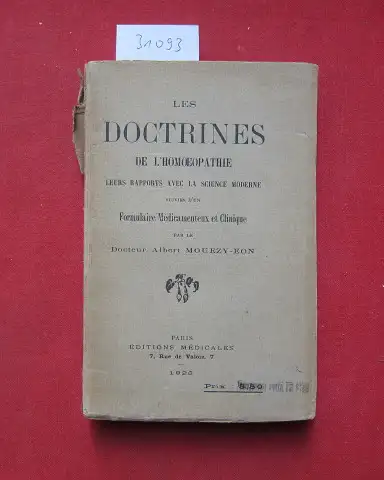 31093
LES
DOCTRINES
DE L'HOMŒOPATHIE
LEURS RAPPORTS AVEC LA SCIENCE MODERNE
SUIVIES D'UN
Formulaire Médicamenteux et Clinique
PAR LE
Docteur Albert MOUEZY-EON
PARIS
EDITIONS MÉDICALES
7, Rue de Valois, 7
Prix